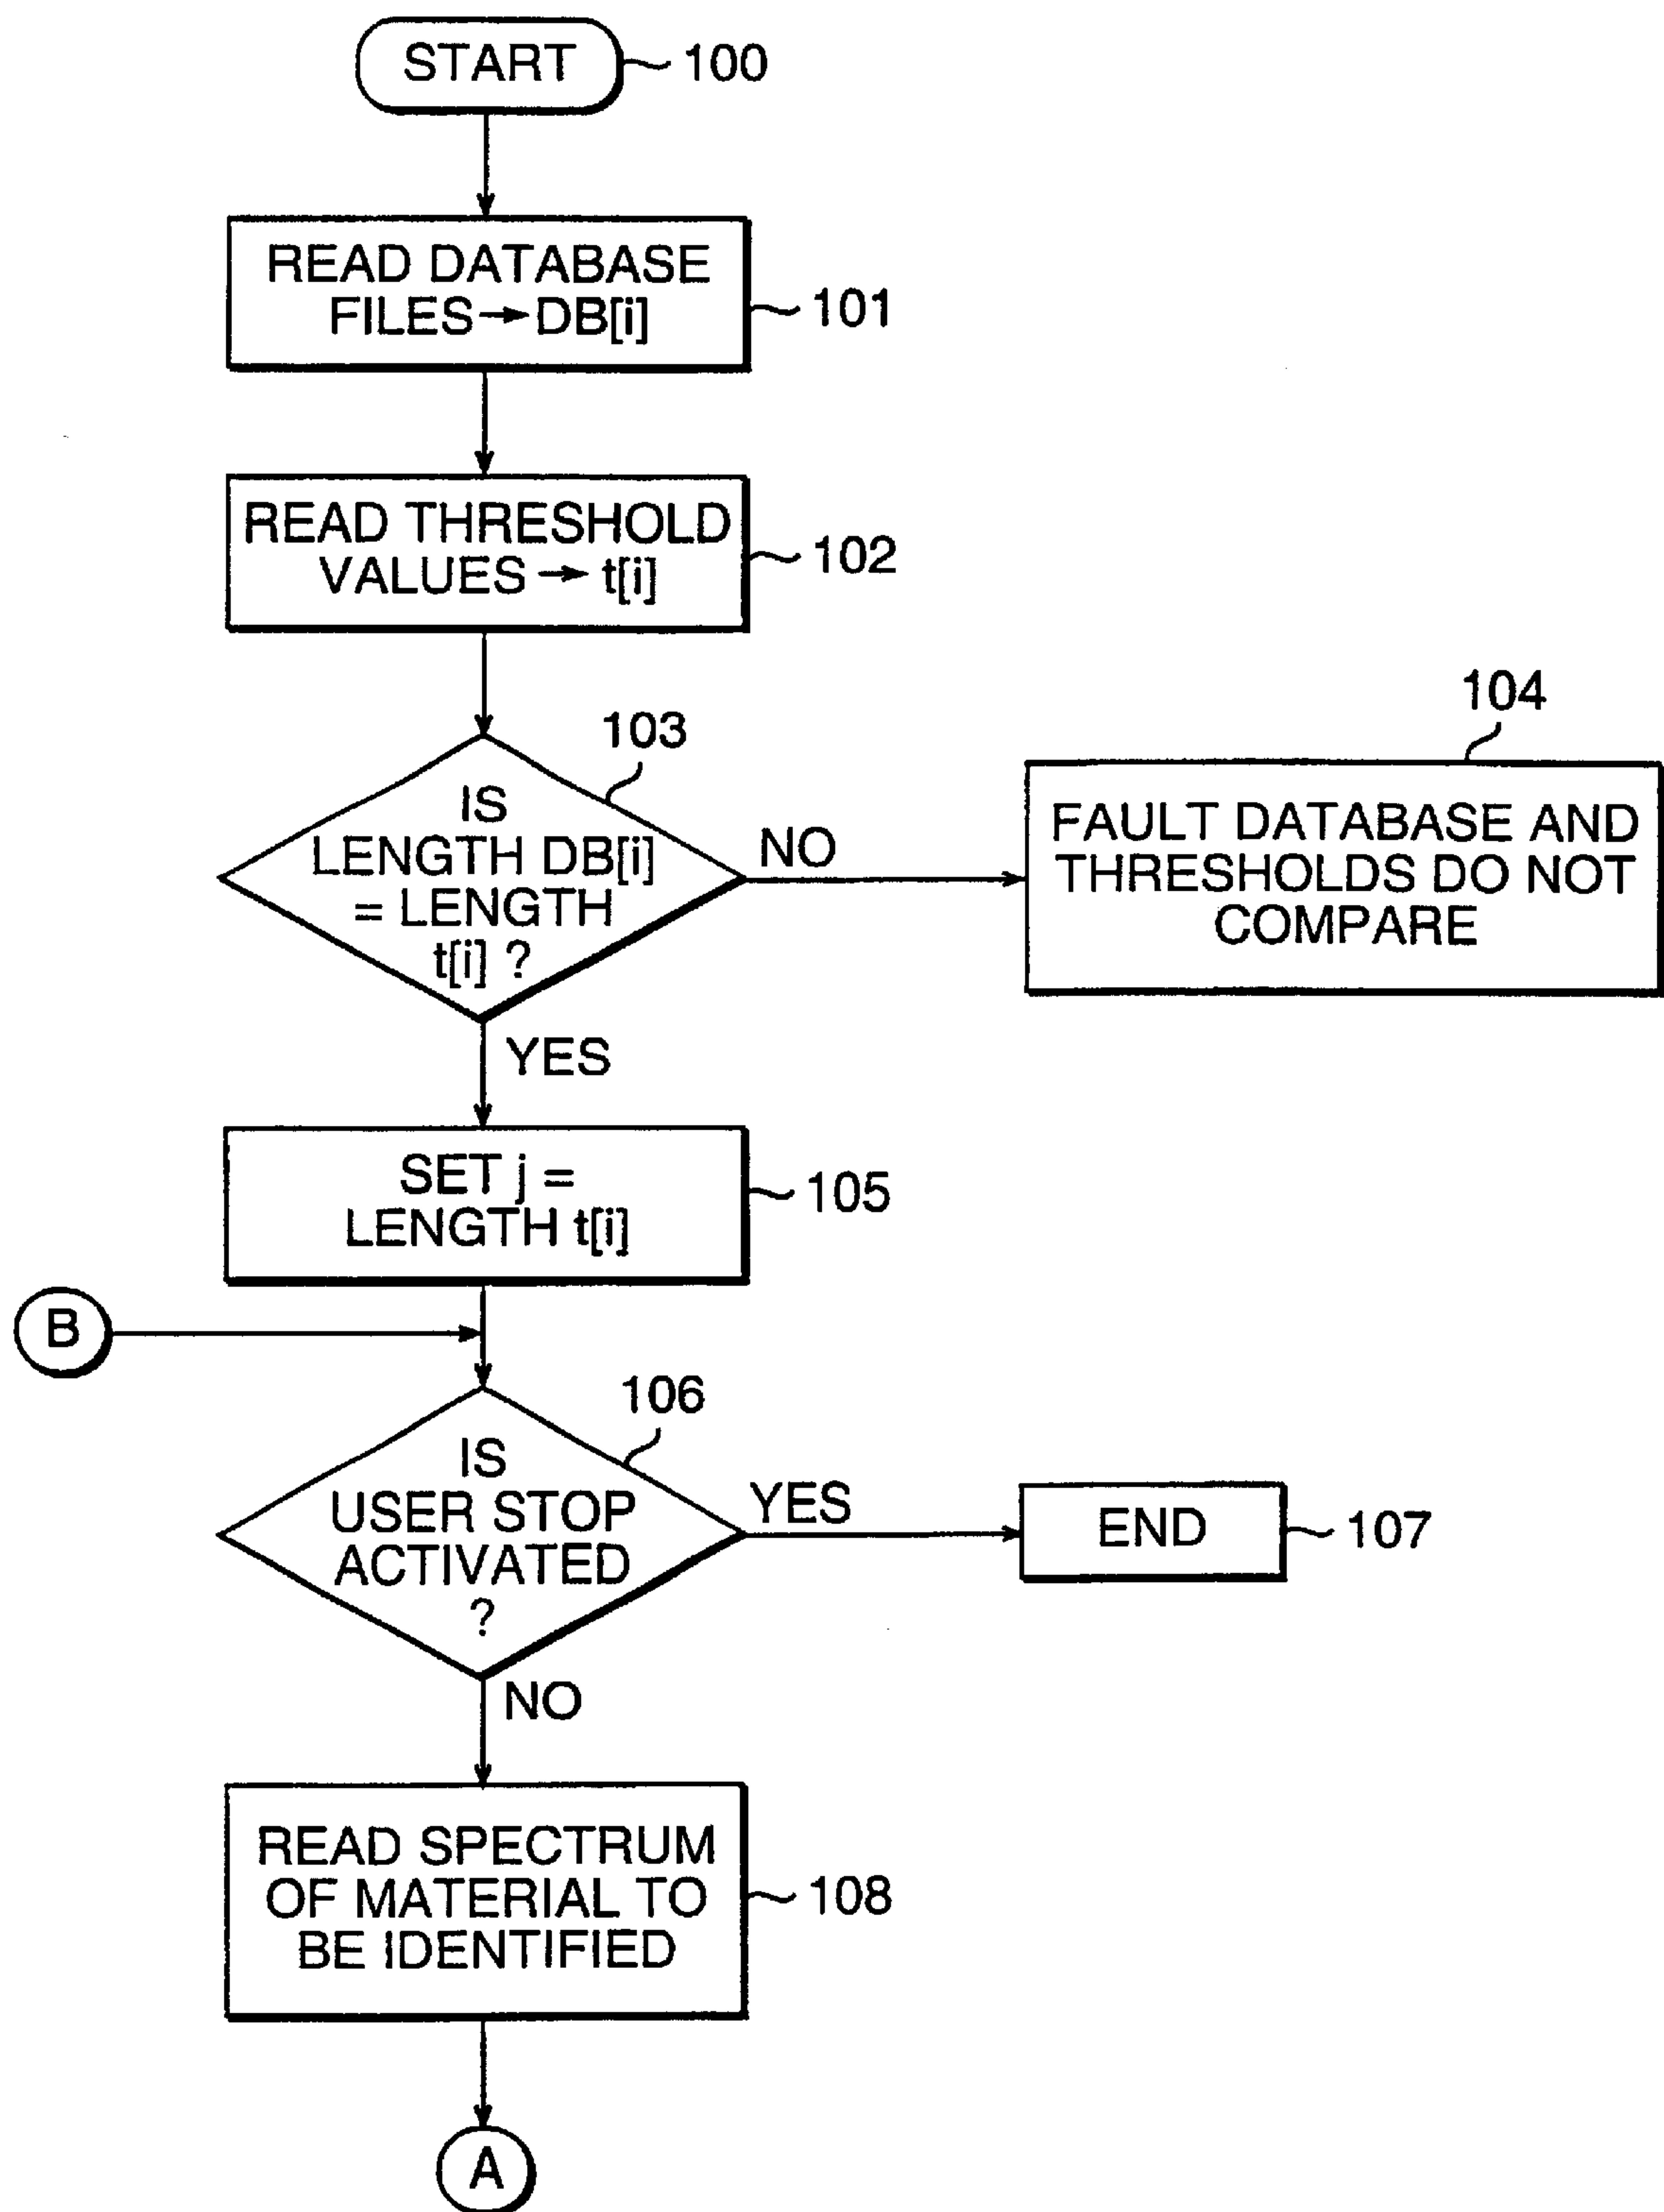 START
100
READ DATABASE
FILES → DB[i]
101
READ THRESHOLD
VALUES → t[i]
102
103
IS
LENGTH DB[i]
= LENGTH
t[i] ?
NO
104
FAULT DATABASE AND
THRESHOLDS DO NOT
COMPARE
YES
SET j =
LENGTH t[i]
105
B
106
IS
USER STOP
ACTIVATED
?
YES
END
107
NO
READ SPECTRUM
OF MATERIAL TO
BE IDENTIFIED
108
A